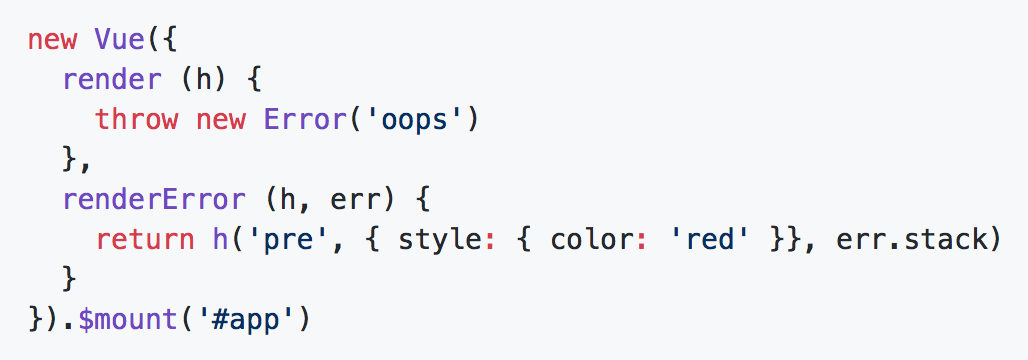 new Vue({
  render (h) {
    throw new Error('oops')
  },
  renderError (h, err) {
    return h('pre', { style: { color: 'red' }}, err.stack)
  }
}).$mount('#app')